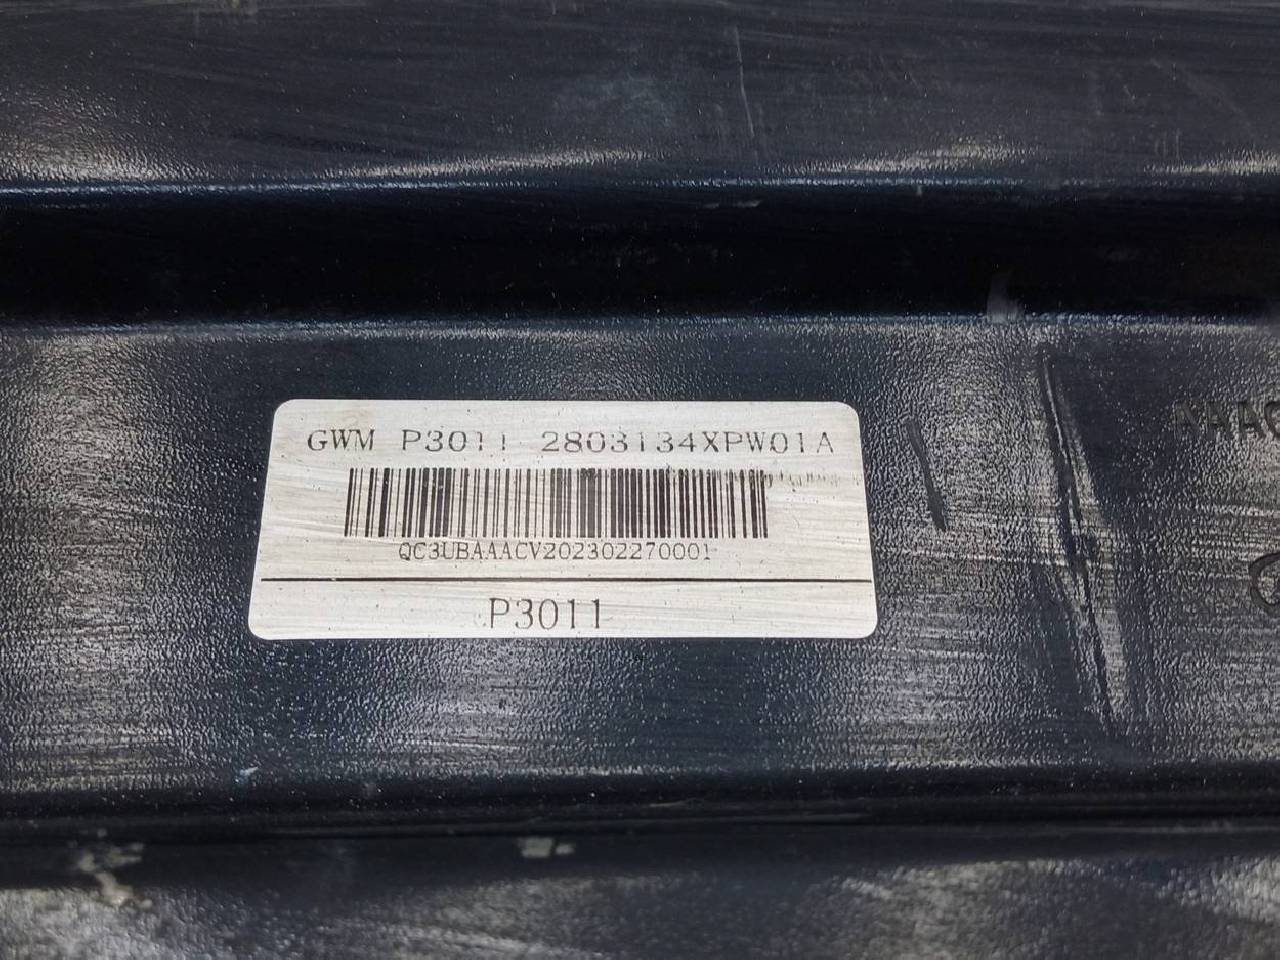 GWM P3011 2803134XPW01A
QC3UBAAACV202302270001
P3011